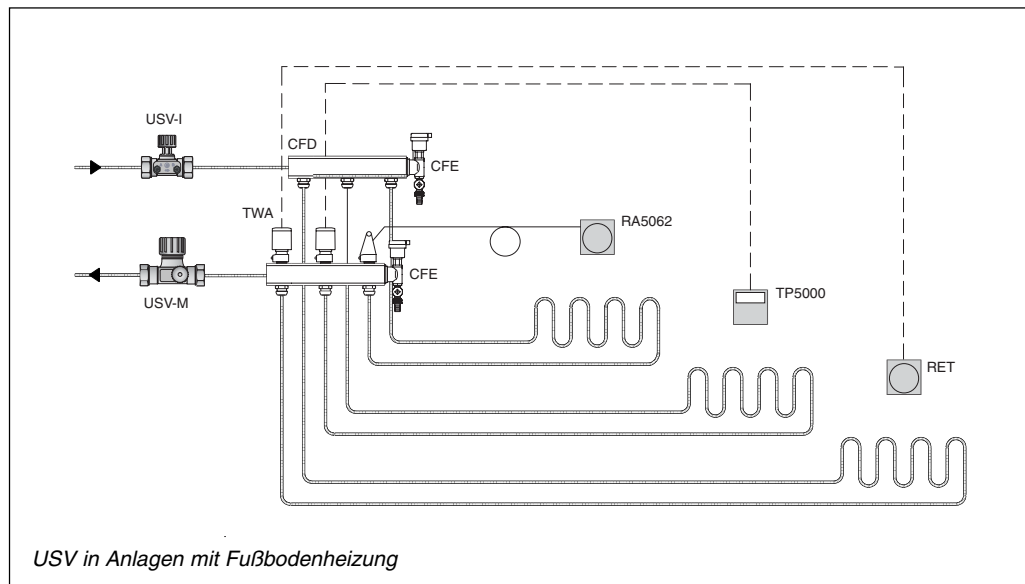 USV-I
CFD
CFE
TWA
RA5062
CFE
USV-M
TP5000
RET
USV in Anlagen mit Fußbodenheizung